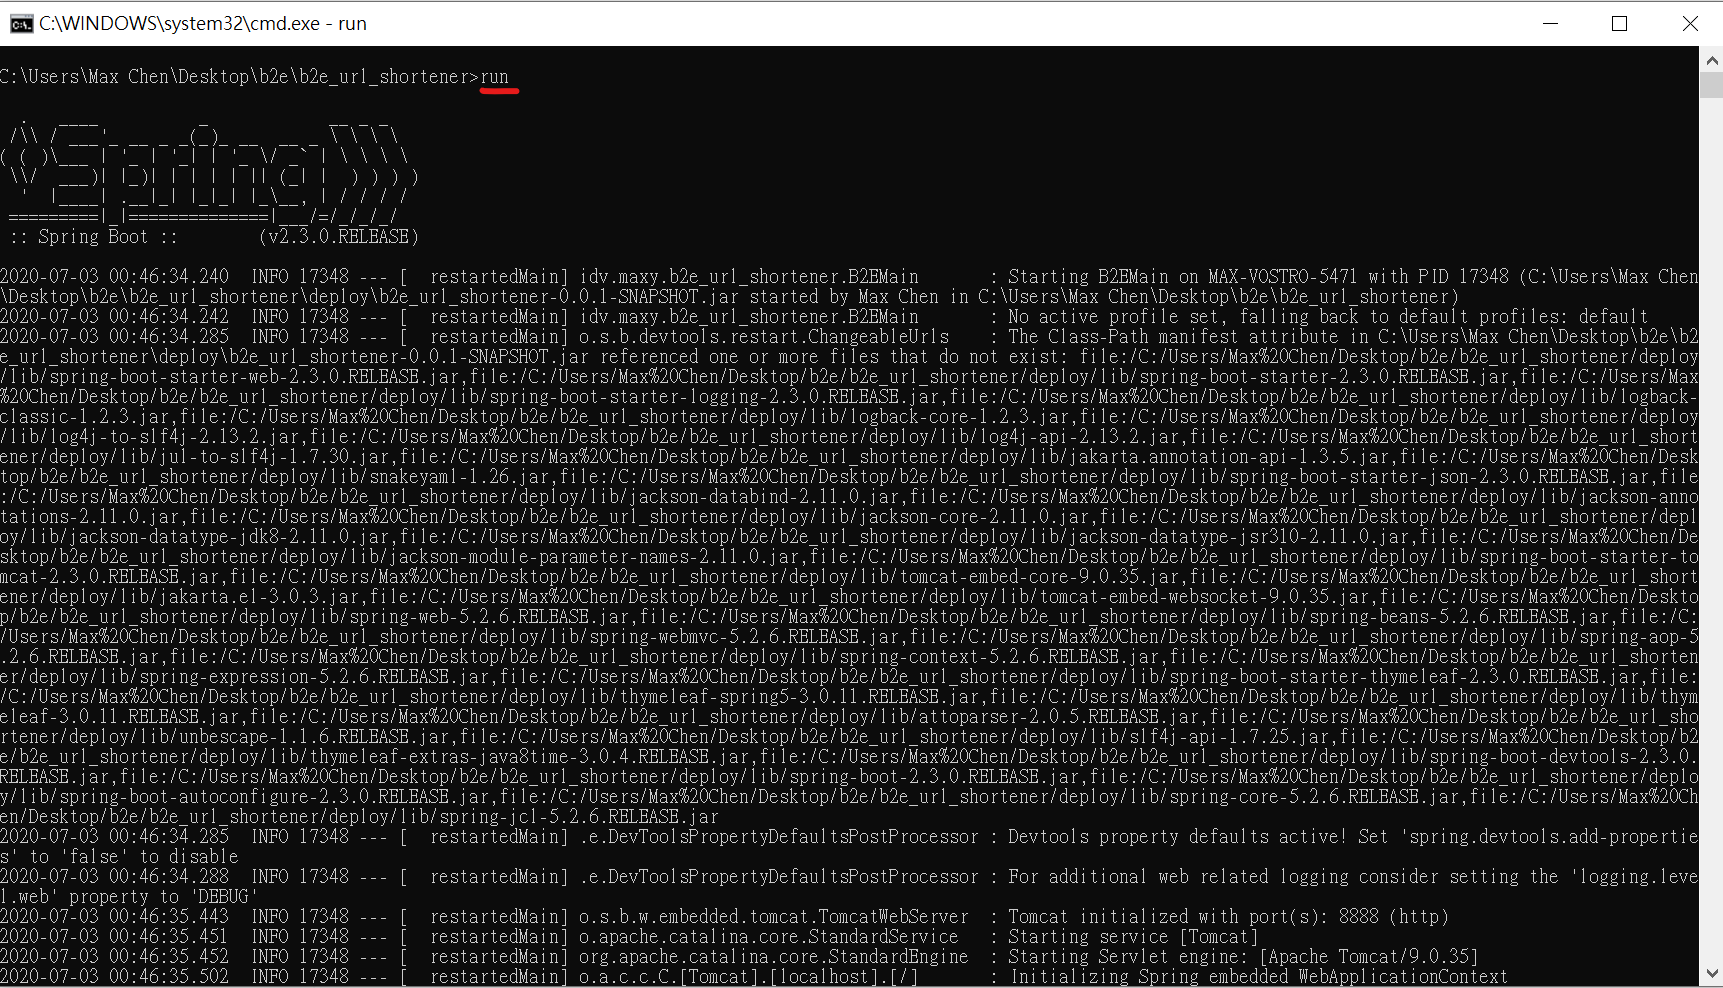 C:\WINDOWS\system32\cmd.exe - run
C:\Users\Max Chen\Desktop\b2e\b2e_url_shortener>run
  .   ____          _            __ _ _
 /\\ / ___'_ __ _ _(_)_ __  __ _ \ \ \ \
( ( )\___ | '_ | '_| | '_ \/ _` | \ \ \ \
 \\/  ___)| |_)| | | | | || (_| |  ) ) ) )
  '  |____| .__|_| |_|_| |_\__, | / / / /
 =========|_|==============|___/=/_/_/_/
 :: Spring Boot ::        (v2.3.0.RELEASE)
2020-07-03 00:46:34.240  INFO 17348 --- [  restartedMain] idv.maxy.b2e_url_shortener.B2EMain       : Starting B2EMain on MAX-VOSTRO-5471 with PID 17348 (C:\Users\Max Chen
\Desktop\b2e\b2e_url_shortener\deploy\b2e_url_shortener-0.0.1-SNAPSHOT.jar started by Max Chen in C:\Users\Max Chen\Desktop\b2e\b2e_url_shortener)
2020-07-03 00:46:34.242  INFO 17348 --- [  restartedMain] idv.maxy.b2e_url_shortener.B2EMain       : No active profile set, falling back to default profiles: default
2020-07-03 00:46:34.285  INFO 17348 --- [  restartedMain] o.s.b.devtools.restart.ChangeableUrls    : The Class-Path manifest attribute in C:\Users\Max Chen\Desktop\b2e\b2
e_url_shortener\deploy\b2e_url_shortener-0.0.1-SNAPSHOT.jar referenced one or more files that do not exist: file:/C:/Users/Max%20Chen/Desktop/b2e/b2e_url_shortener/deploy
/lib/spring-boot-starter-web-2.3.0.RELEASE.jar,file:/C:/Users/Max%20Chen/Desktop/b2e/b2e_url_shortener/deploy/lib/spring-boot-starter-2.3.0.RELEASE.jar,file:/C:/Users/Max
%20Chen/Desktop/b2e/b2e_url_shortener/deploy/lib/spring-boot-starter-logging-2.3.0.RELEASE.jar,file:/C:/Users/Max%20Chen/Desktop/b2e/b2e_url_shortener/deploy/lib/logback-
classic-1.2.3.jar,file:/C:/Users/Max%20Chen/Desktop/b2e/b2e_url_shortener/deploy/lib/logback-core-1.2.3.jar,file:/C:/Users/Max%20Chen/Desktop/b2e/b2e_url_shortener/deploy
/lib/log4j-to-slf4j-2.13.2.jar,file:/C:/Users/Max%20Chen/Desktop/b2e/b2e_url_shortener/deploy/lib/log4j-api-2.13.2.jar,file:/C:/Users/Max%20Chen/Desktop/b2e/b2e_url_short
ener/deploy/lib/jul-to-slf4j-1.7.30.jar,file:/C:/Users/Max%20Chen/Desktop/b2e/b2e_url_shortener/deploy/lib/jakarta.annotation-api-1.3.5.jar,file:/C:/Users/Max%20Chen/Desk
top/b2e/b2e_url_shortener/deploy/lib/snakeyaml-1.26.jar,file:/C:/Users/Max%20Chen/Desktop/b2e/b2e_url_shortener/deploy/lib/spring-boot-starter-json-2.3.0.RELEASE.jar,file
:/C:/Users/Max%20Chen/Desktop/b2e/b2e_url_shortener/deploy/lib/jackson-databind-2.11.0.jar,file:/C:/Users/Max%20Chen/Desktop/b2e/b2e_url_shortener/deploy/lib/jackson-anno
tations-2.11.0.jar,file:/C:/Users/Max%20Chen/Desktop/b2e/b2e_url_shortener/deploy/lib/jackson-core-2.11.0.jar,file:/C:/Users/Max%20Chen/Desktop/b2e/b2e_url_shortener/depl
oy/lib/jackson-datatype-jdk8-2.11.0.jar,file:/C:/Users/Max%20Chen/Desktop/b2e/b2e_url_shortener/deploy/lib/jackson-datatype-jsr310-2.11.0.jar,file:/C:/Users/Max%20Chen/De
sktop/b2e/b2e_url_shortener/deploy/lib/jackson-module-parameter-names-2.11.0.jar,file:/C:/Users/Max%20Chen/Desktop/b2e/b2e_url_shortener/deploy/lib/spring-boot-starter-to
mcat-2.3.0.RELEASE.jar,file:/C:/Users/Max%20Chen/Desktop/b2e/b2e_url_shortener/deploy/lib/tomcat-embed-core-9.0.35.jar,file:/C:/Users/Max%20Chen/Desktop/b2e/b2e_url_short
ener/deploy/lib/jakarta.el-3.0.3.jar,file:/C:/Users/Max%20Chen/Desktop/b2e/b2e_url_shortener/deploy/lib/tomcat-embed-websocket-9.0.35.jar,file:/C:/Users/Max%20Chen/Deskto
p/b2e/b2e_url_shortener/deploy/lib/spring-web-5.2.6.RELEASE.jar,file:/C:/Users/Max%20Chen/Desktop/b2e/b2e_url_shortener/deploy/lib/spring-beans-5.2.6.RELEASE.jar,file:/C:
/Users/Max%20Chen/Desktop/b2e/b2e_url_shortener/deploy/lib/spring-webmvc-5.2.6.RELEASE.jar,file:/C:/Users/Max%20Chen/Desktop/b2e/b2e_url_shortener/deploy/lib/spring-aop-5
.2.6.RELEASE.jar,file:/C:/Users/Max%20Chen/Desktop/b2e/b2e_url_shortener/deploy/lib/spring-context-5.2.6.RELEASE.jar,file:/C:/Users/Max%20Chen/Desktop/b2e/b2e_url_shorten
er/deploy/lib/spring-expression-5.2.6.RELEASE.jar,file:/C:/Users/Max%20Chen/Desktop/b2e/b2e_url_shortener/deploy/lib/spring-boot-starter-thymeleaf-2.3.0.RELEASE.jar,file:
/C:/Users/Max%20Chen/Desktop/b2e/b2e_url_shortener/deploy/lib/thymeleaf-spring5-3.0.11.RELEASE.jar,file:/C:/Users/Max%20Chen/Desktop/b2e/b2e_url_shortener/deploy/lib/thym
eleaf-3.0.11.RELEASE.jar,file:/C:/Users/Max%20Chen/Desktop/b2e/b2e_url_shortener/deploy/lib/attoparser-2.0.5.RELEASE.jar,file:/C:/Users/Max%20Chen/Desktop/b2e/b2e_url_sho
rtener/deploy/lib/unbescape-1.1.6.RELEASE.jar,file:/C:/Users/Max%20Chen/Desktop/b2e/b2e_url_shortener/deploy/lib/slf4j-api-1.7.25.jar,file:/C:/Users/Max%20Chen/Desktop/b2
e/b2e_url_shortener/deploy/lib/thymeleaf-extras-java8time-3.0.4.RELEASE.jar,file:/C:/Users/Max%20Chen/Desktop/b2e/b2e_url_shortener/deploy/lib/spring-boot-devtools-2.3.0.
RELEASE.jar,file:/C:/Users/Max%20Chen/Desktop/b2e/b2e_url_shortener/deploy/lib/spring-boot-2.3.0.RELEASE.jar,file:/C:/Users/Max%20Chen/Desktop/b2e/b2e_url_shortener/deplo
y/lib/spring-boot-autoconfigure-2.3.0.RELEASE.jar,file:/C:/Users/Max%20Chen/Desktop/b2e/b2e_url_shortener/deploy/lib/spring-core-5.2.6.RELEASE.jar,file:/C:/Users/Max%20Ch
en/Desktop/b2e/b2e_url_shortener/deploy/lib/spring-jcl-5.2.6.RELEASE.jar
2020-07-03 00:46:34.285  INFO 17348 --- [  restartedMain] .e.DevToolsPropertyDefaultsPostProcessor : Devtools property defaults active! Set 'spring.devtools.add-propertie
s' to 'false' to disable
2020-07-03 00:46:34.288  INFO 17348 --- [  restartedMain] .e.DevToolsPropertyDefaultsPostProcessor : For additional web related logging consider setting the 'logging.leve
l.web' property to 'DEBUG'
2020-07-03 00:46:35.443  INFO 17348 --- [  restartedMain] o.s.b.w.embedded.tomcat.TomcatWebServer  : Tomcat initialized with port(s): 8888 (http)
2020-07-03 00:46:35.451  INFO 17348 --- [  restartedMain] o.apache.catalina.core.StandardService   : Starting service [Tomcat]
2020-07-03 00:46:35.452  INFO 17348 --- [  restartedMain] org.apache.catalina.core.StandardEngine  : Starting Servlet engine: [Apache Tomcat/9.0.35]
2020-07-03 00:46:35.502  INFO 17348 --- [  restartedMain] o.a.c.c.C.[Tomcat].[localhost].[/]       : Initializing Spring embedded WebApplicationContext